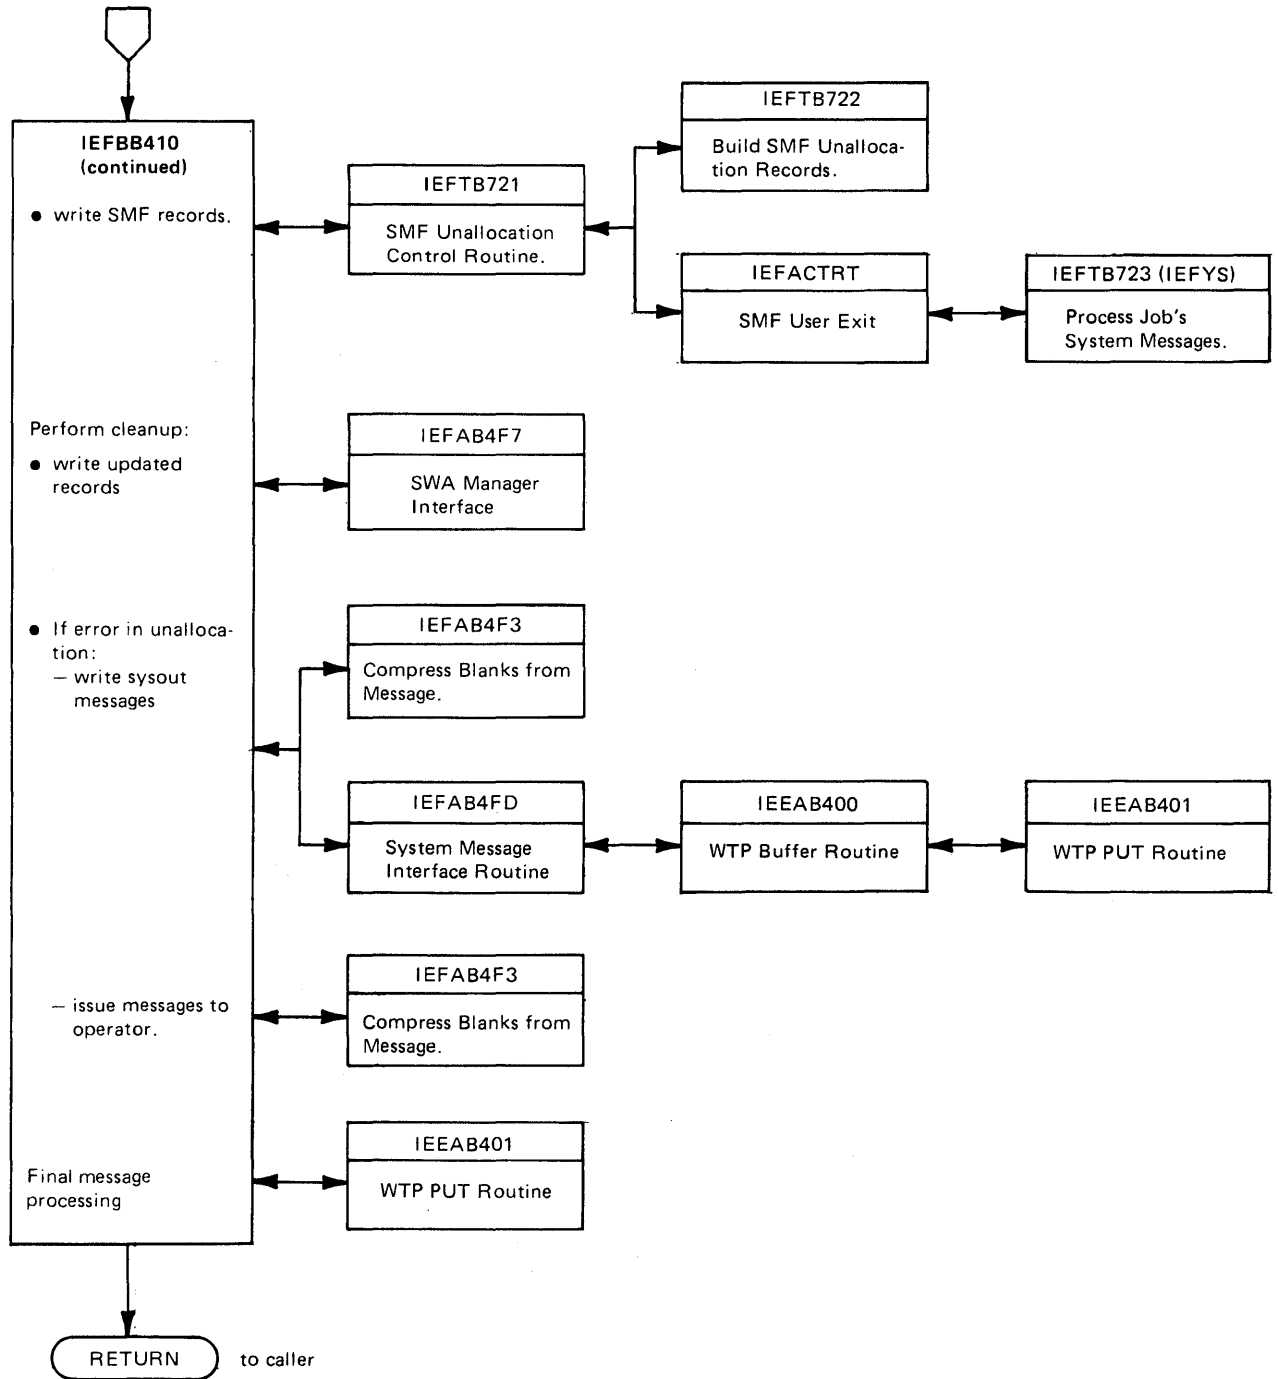 IEFBB410
(continued)
● write SMF records.
IEFTB721
SMF Unallocation
Control Routine.
IEFTB722
Build SMF Unalloca-
tion Records.
IEFACTRT
SMF User Exit
IEFTB723 (IEFYS)
Process Job's
System Messages.
Perform cleanup:
● write updated
records
IEFAB4F7
SWA Manager
Interface
● If error in unalloca-
tion:
— write sysout
messages
IEFAB4F3
Compress Blanks from
Message.
IEFAB4FD
System Message
Interface Routine
IEEAB400
WTP Buffer Routine
IEEAB401
WTP PUT Routine
— issue messages to
operator.
IEFAB4F3
Compress Blanks from
Message.
Final message
processing
IEEAB401
WTP PUT Routine
RETURN to caller